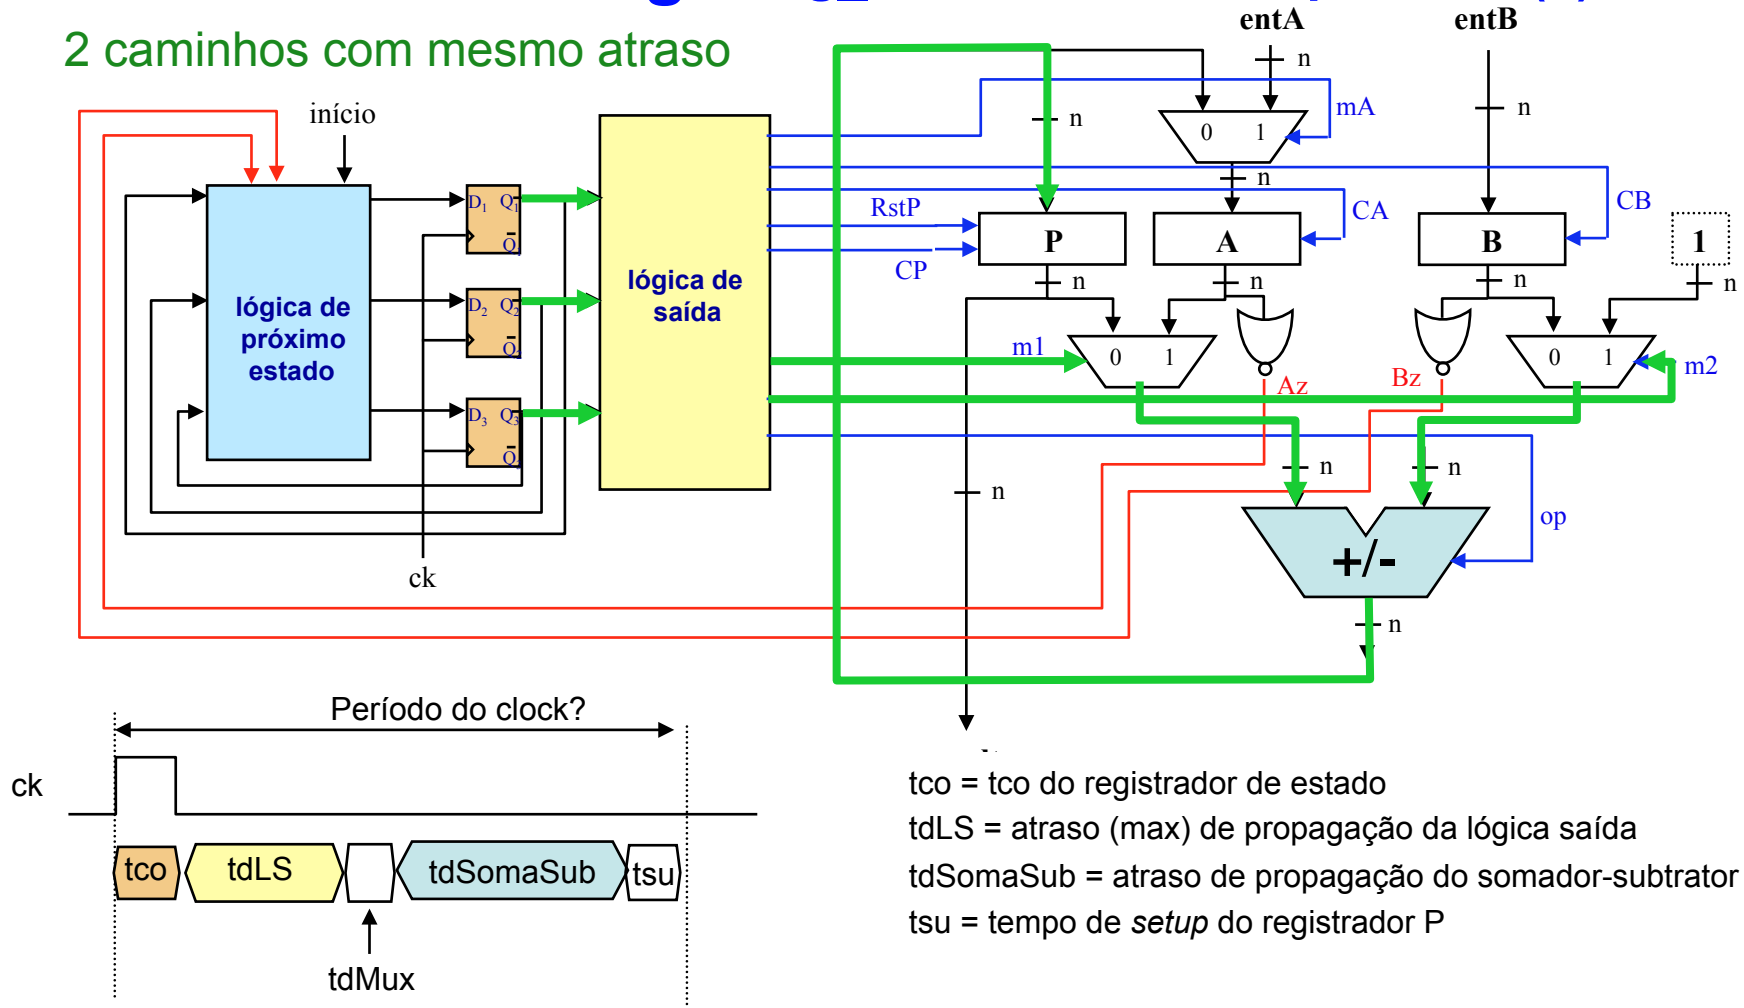 2 caminhos com mesmo atraso
entA
entB
n
n
n
início
mA
0 1
n
D1 Q1
Q1
RstP
CA
CB
P
A
B
1
CP
lógica de
saída
n
n
n
n
lógica de
próximo
estado
D2 Q2
Q2
m1
0 1
0 1
m2
Az
Bz
D3 Q3
Q3
n
n
n
op
+/-
ck
n
Período do clock?
ck
tco
tdLS
tdSomaSub
tsu
tdMux
tco = tco do registrador de estado
tdLS = atraso (max) de propagação da lógica saída
tdSomaSub = atraso de propagação do somador-subtrator
tsu = tempo de setup do registrador P